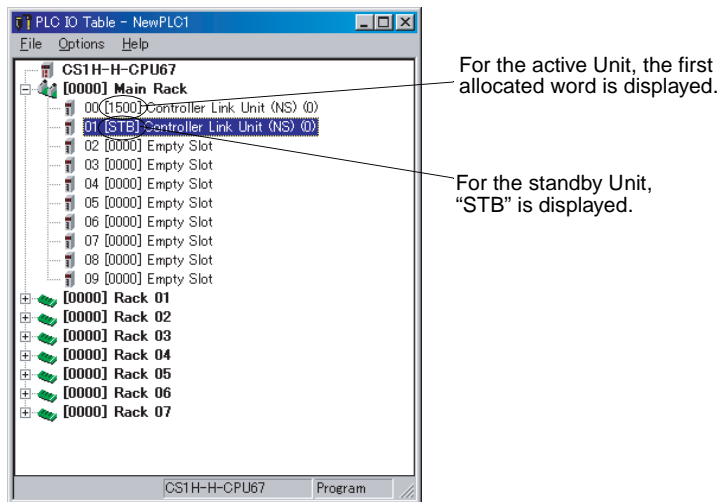 PLC IO Table - NewPLC1
File Options Help
CS1H-H-CPU67
[0000] Main Rack
00 [1500] Controller Link Unit (NS) (0)
01 [STB] Controller Link Unit (NS) (0)
02 [0000] Empty Slot
03 [0000] Empty Slot
04 [0000] Empty Slot
05 [0000] Empty Slot
06 [0000] Empty Slot
07 [0000] Empty Slot
08 [0000] Empty Slot
09 [0000] Empty Slot
[0000] Rack 01
[0000] Rack 02
[0000] Rack 03
[0000] Rack 04
[0000] Rack 05
[0000] Rack 06
[0000] Rack 07
CS1H-H-CPU67 Program
For the active Unit, the first
allocated word is displayed.
For the standby Unit,
“STB” is displayed.